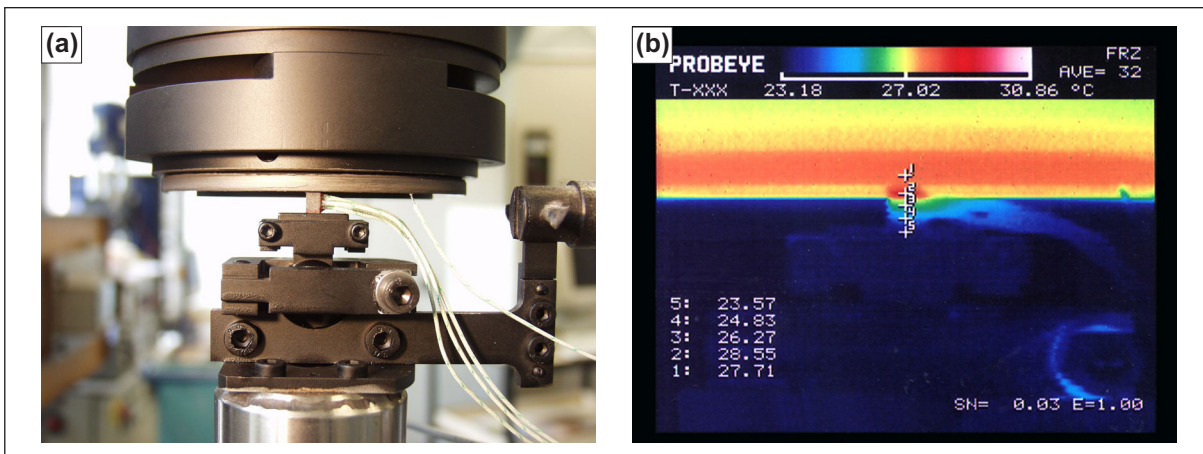 (a)
(b)
PROBEYE
FRZ
AVE= 32
T-XXX 23.18 27.02 30.86 °C
5: 23.57
4: 24.83
3: 26.27
2: 28.55
1: 27.71
SN= 0.03 E=1.00